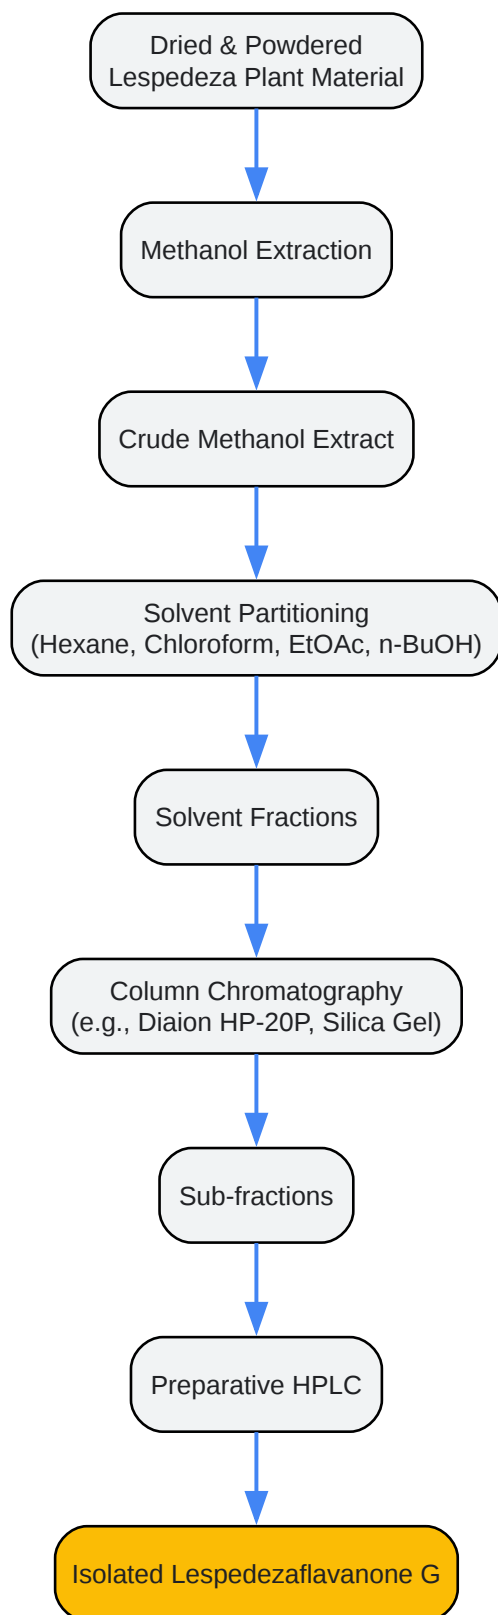 Dried & Powdered
Lespedeza Plant Material
Methanol Extraction
Crude Methanol Extract
Solvent Partitioning
(Hexane, Chloroform, EtOAc, n-BuOH)
Solvent Fractions
Column Chromatography
(e.g., Diaion HP-20P, Silica Gel)
Sub-fractions
Preparative HPLC
Isolated Lespedezaflavanone G